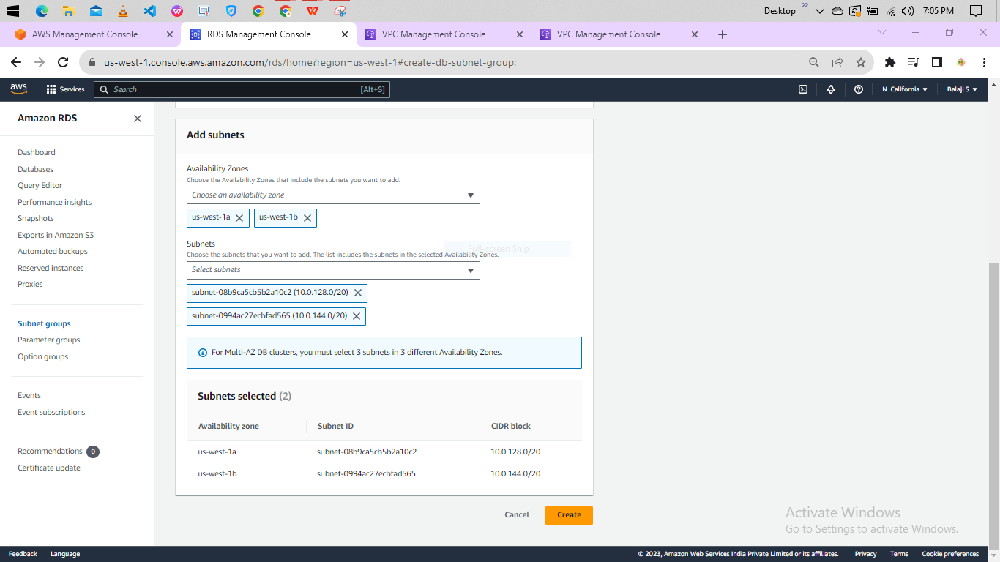 Desktop
7:05 PM
AWS Management Console
RDS Management Console
VPC Management Console
VPC Management Console
us-west-1.console.aws.amazon.com/rds/home?region=us-west-1#create-db-subnet-group:
aws
Services
Search
[Alt+S]
N. California
Balaji.S
Amazon RDS
Dashboard
Databases
Query Editor
Performance insights
Snapshots
Exports in Amazon S3
Automated backups
Reserved instances
Proxies
Subnet groups
Parameter groups
Option groups
Events
Event subscriptions
Recommendations 0
Certificate update
Add subnets
Availability Zones
Choose the Availability Zones that include the subnets you want to add.
Choose an availability zone
us-west-1a
us-west-1b
Subnets
Full-screen Snip
Choose the subnets that you want to add. The list includes the subnets in the selected Availability Zones.
Select subnets
subnet-08b9ca5cb5b2a10c2 (10.0.128.0/20)
subnet-0994ac27ecbfad565 (10.0.144.0/20)
For Multi-AZ DB clusters, you must select 3 subnets in 3 different Availability Zones.
Subnets selected (2)
Availability zone Subnet ID CIDR block
us-west-1a subnet-08b9ca5cb5b2a10c2 10.0.128.0/20
us-west-1b subnet-0994ac27ecbfad565 10.0.144.0/20
Cancel
Create
Activate Windows
Go to Settings to activate Windows.
Feedback
Language
© 2023, Amazon Web Services India Private Limited or its affiliates.
Privacy
Terms
Cookie preferences